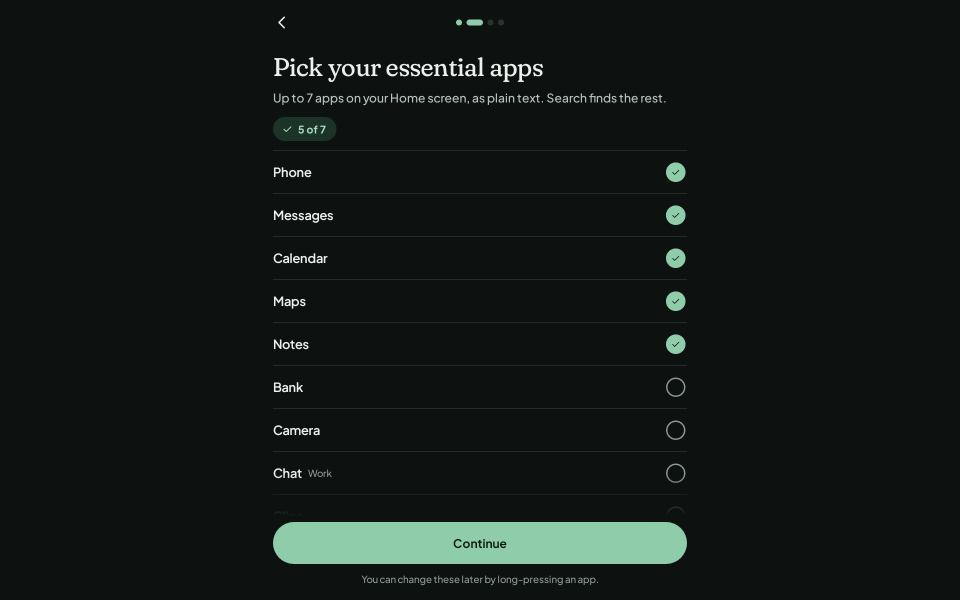 Pick your essential apps
Up to 7 apps on your Home screen, as plain text. Search finds the rest.
5 of 7
Phone
Messages
Calendar
Maps
Notes
Bank
Camera
Chat Work
Continue
You can change these later by long-pressing an app.